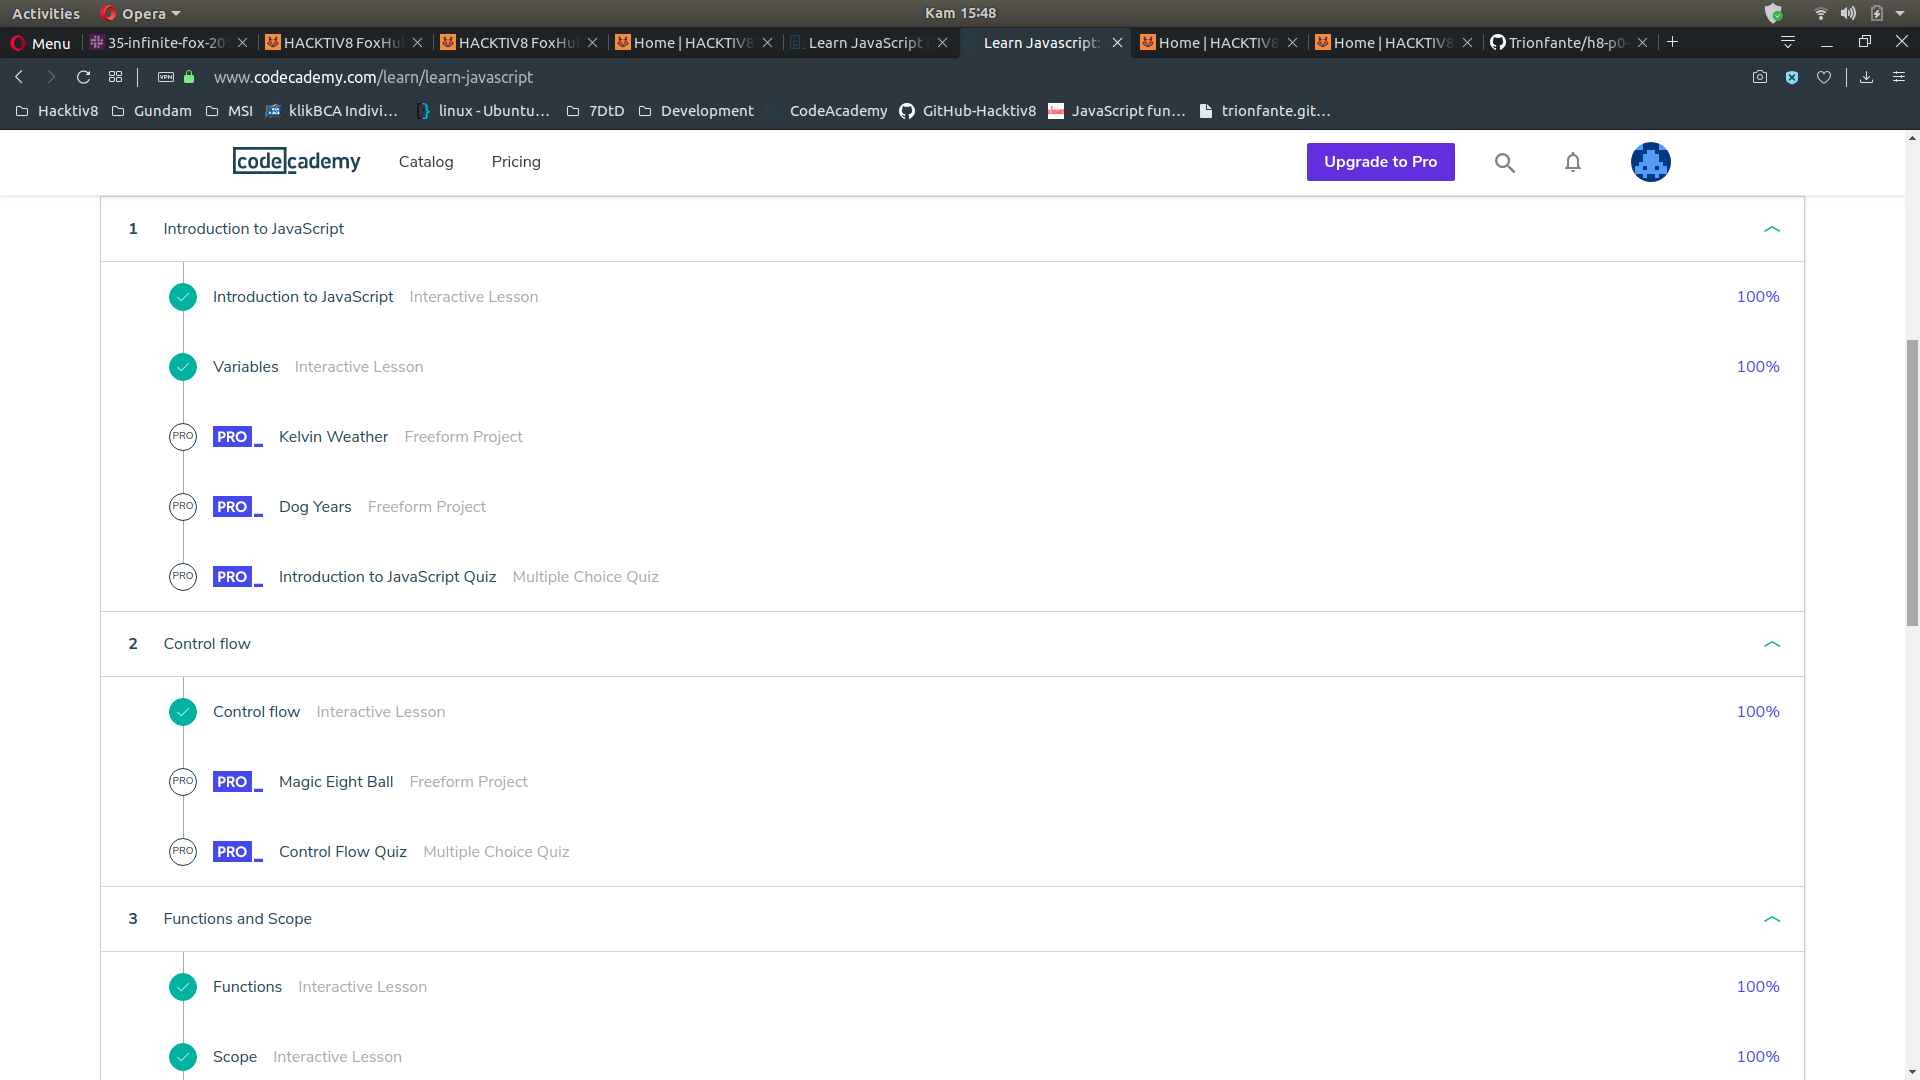 Activities Opera Kam 15:48
Menu 35-infinite-fox-20 HACKTIV8 FoxHu HACKTIV8 FoxHu Home | HACKTIV8 Learn JavaScript | Learn Javascript: Home | HACKTIV8 Home | HACKTIV8 Trionfante/h8-p0-
VPN www.codecademy.com/learn/learn-javascript
Hacktiv8 Gundam MSI klikBCA Indivi... linux - Ubuntu... 7DtD Development CodeAcademy GitHub-Hacktiv8 JavaScript fun... trionfante.git...
codecademy Catalog Pricing Upgrade to Pro
1 Introduction to JavaScript
Introduction to JavaScript Interactive Lesson 100%
Variables Interactive Lesson 100%
PRO PRO Kelvin Weather Freeform Project
PRO PRO Dog Years Freeform Project
PRO PRO Introduction to JavaScript Quiz Multiple Choice Quiz
2 Control flow
Control flow Interactive Lesson 100%
PRO PRO Magic Eight Ball Freeform Project
PRO PRO Control Flow Quiz Multiple Choice Quiz
3 Functions and Scope
Functions Interactive Lesson 100%
Scope Interactive Lesson 100%